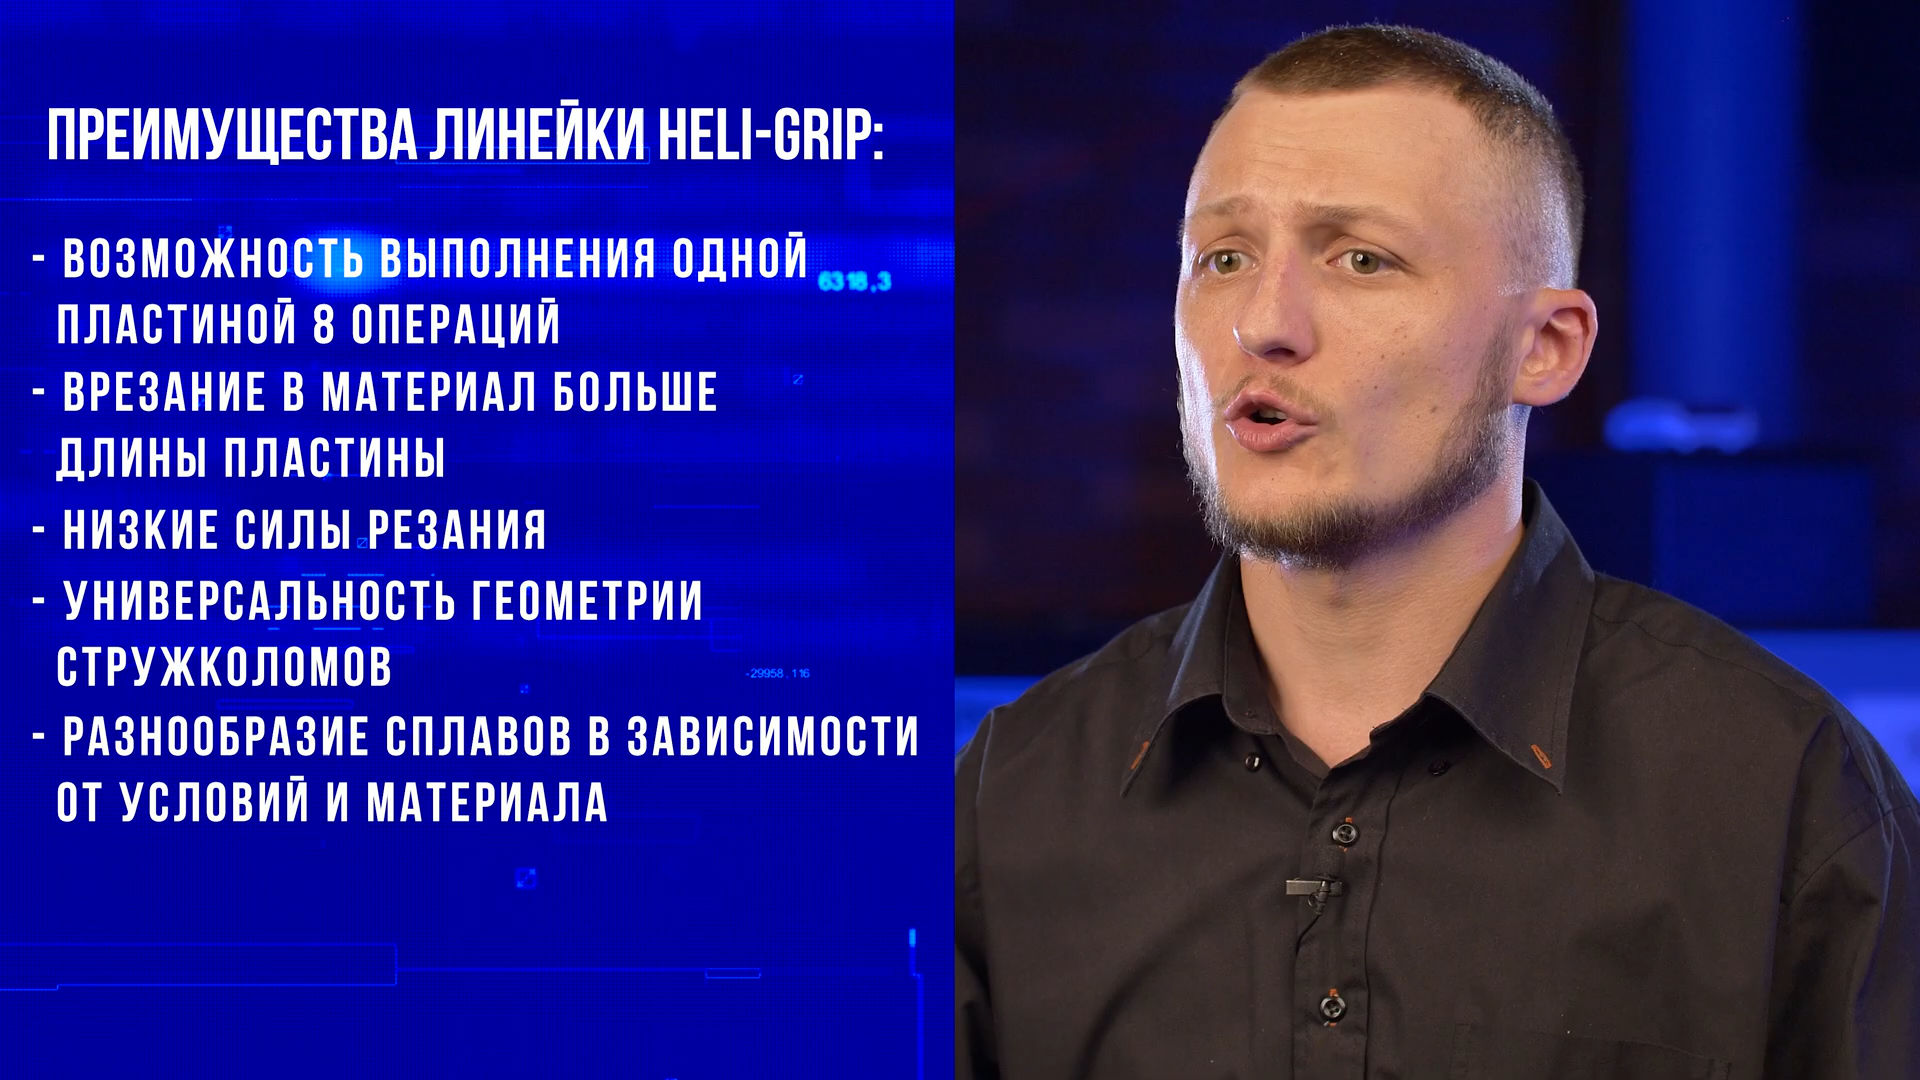 ПРЕИМУЩЕСТВА ЛИНЕЙКИ HELI-GRIP:
- ВОЗМОЖНОСТЬ ВЫПОЛНЕНИЯ ОДНОЙ
6318,3
ПЛАСТИНОЙ 8 ОПЕРАЦИЙ
- ВРЕЗАНИЕ В МАТЕРИАЛ БОЛЬШЕ
ДЛИНЫ ПЛАСТИНЫ
- НИЗКИЕ СИЛЫ РЕЗАНИЯ
- УНИВЕРСАЛЬНОСТЬ ГЕОМЕТРИИ
СТРУЖКОЛОМОВ
-29958.116
- РАЗНООБРАЗИЕ СПЛАВОВ В ЗАВИСИМОСТИ
ОТ УСЛОВИЙ И МАТЕРИАЛА